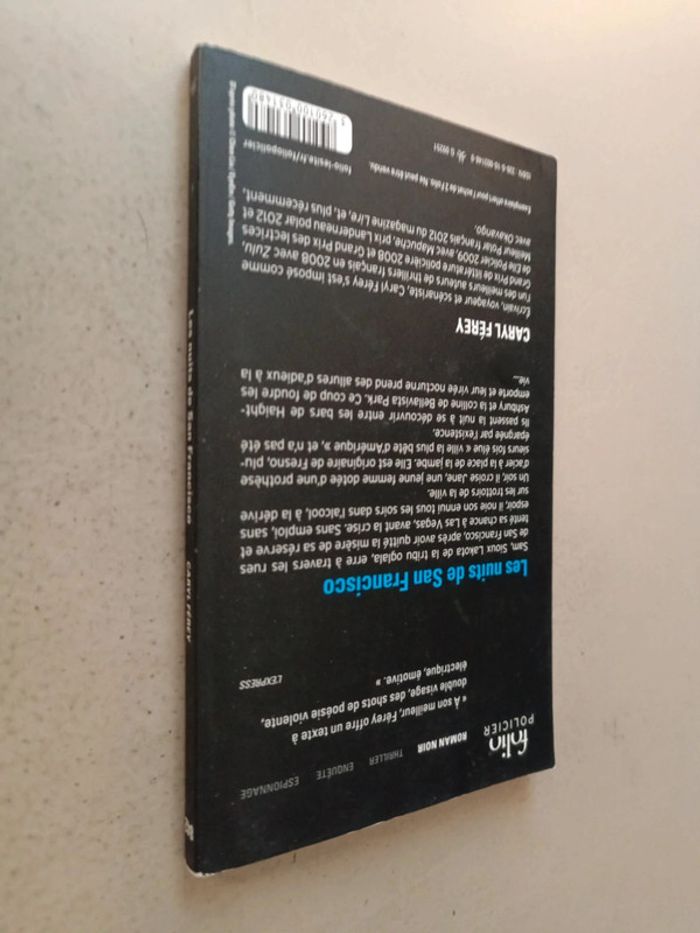 folio
POLICIER
ROMAN NOIR THRILLER ENQUÊTE ESPIONNAGE
« À son meilleur, Férey offre un texte à
double visage, des shots de poésie violente,
électrique, émotive. »
L'EXPRESS
Les nuits de San Francisco
Sam, Sioux Lakota de la tribu oglala, erre à travers les rues
de San Francisco, après avoir quitté la misère de sa réserve et
tenté sa chance à Las Vegas, avant la crise. Sans emploi, sans
espoir, il noie son ennui tous les soirs dans l'alcool, à la dérive
sur les trottoirs de la ville.
Un soir, il croise Jane, une jeune femme dotée d'une prothèse
d'acier à la place de la jambe. Elle est originaire de Fresno, plu-
sieurs fois élue « ville la plus bête d'Amérique », et n'a pas été
épargnée par l'existence.
Ils passent la nuit à se découvrir entre les bars de Haight-
Ashbury et la colline de Bellavista Park. Ce coup de foudre les
emporte et leur virée nocturne prend des allures d'adieux à la
vie...
CARYL FÉREY
Écrivain, voyageur et scénariste, Caryl Férey s'est imposé comme
l'un des meilleurs auteurs de thrillers français en 2008 avec Zulu,
Grand Prix de littérature policière 2008 et Grand Prix des lectrices
de Elle Policier 2009, avec Mapuche, prix Landerneau polar 2012 et
Meilleur Polar français 2012 du magazine Lire, et, plus récemment,
avec Okavango.
Exemplaire offert pour l'achat de 2 Folio. Ne peut être vendu.
folio-lesite.fr/foliopolicier
ISBN
G 00251
3 260100 031480
D'après photo © Chee Gin / EyeEm / Getty Images.
Les nuits de San Francisco CARYL FÉREY